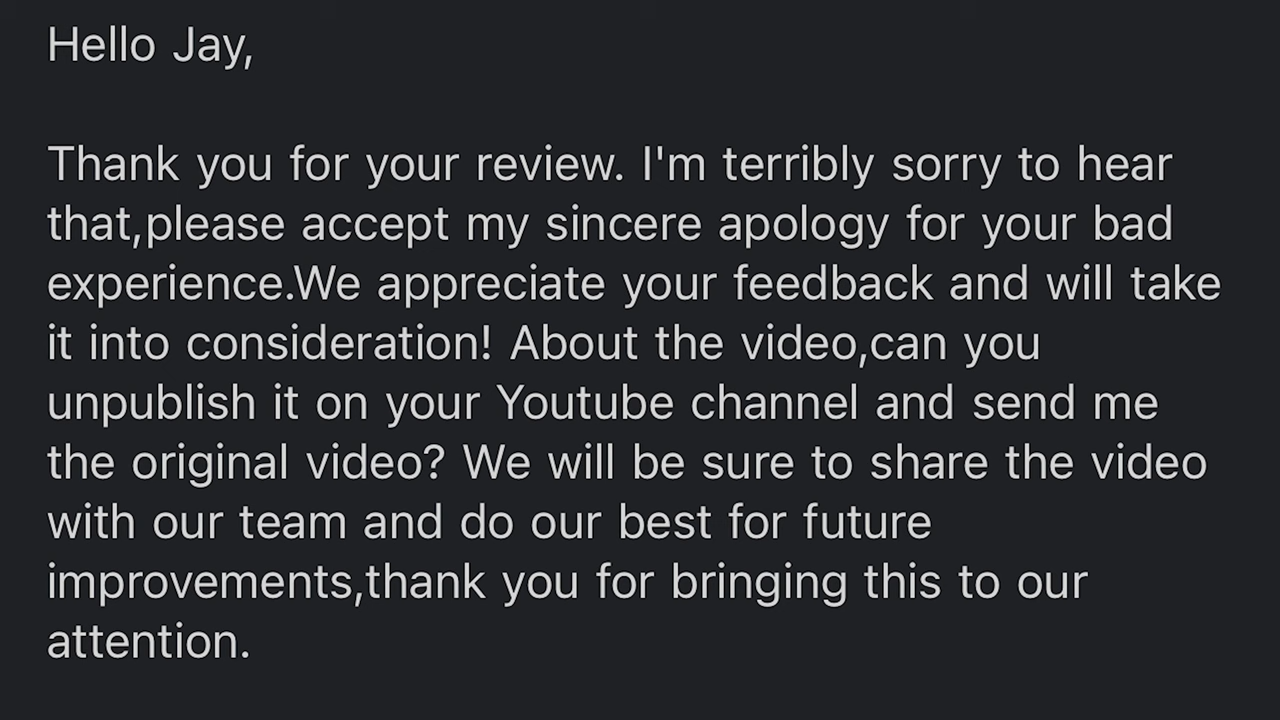 Hello Jay,
Thank you for your review. I'm terribly sorry to hear
that,please accept my sincere apology for your bad
experience.We appreciate your feedback and will take
it into consideration! About the video,can you
unpublish it on your Youtube channel and send me
the original video? We will be sure to share the video
with our team and do our best for future
improvements,thank you for bringing this to our
attention.